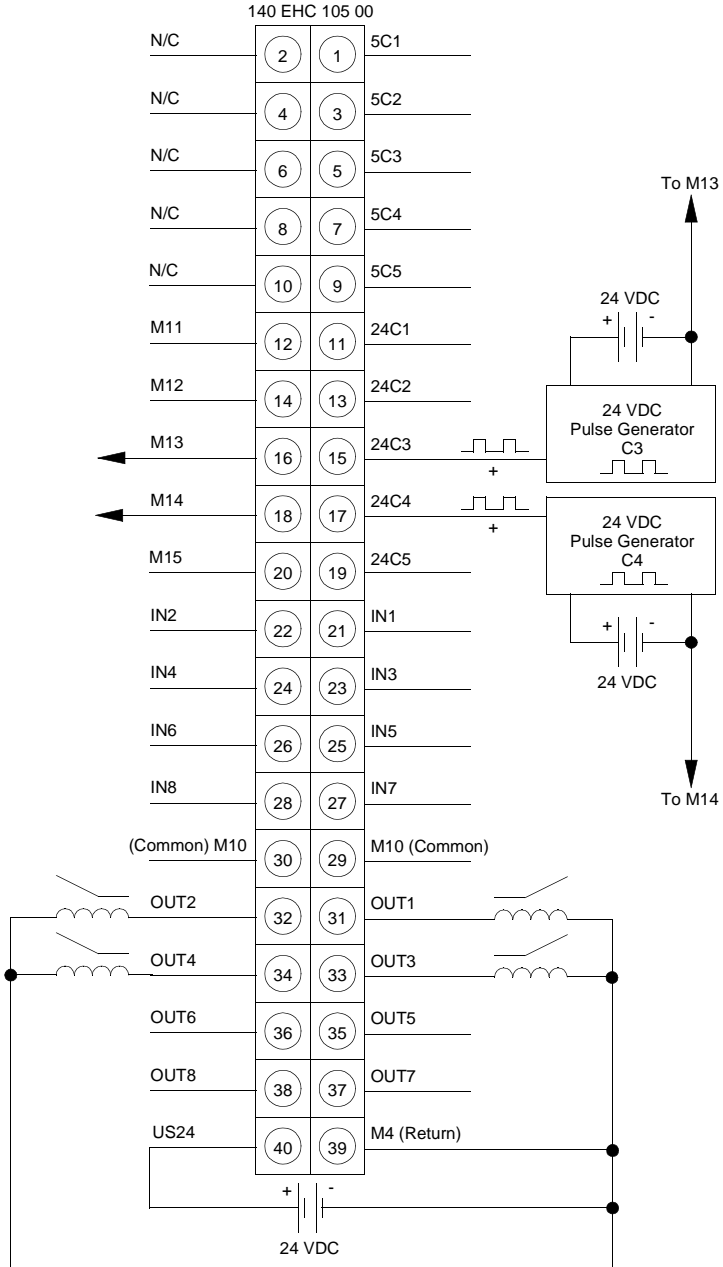 140 EHC 105 00
N/C 2 1 5C1
N/C 4 3 5C2
N/C 6 5 5C3
N/C 8 7 5C4
N/C 10 9 5C5
M11 12 11 24C1
M12 14 13 24C2
M13 16 15 24C3 +
M14 18 17 24C4 +
M15 20 19 24C5
IN2 22 21 IN1
IN4 24 23 IN3
IN6 26 25 IN5
IN8 28 27 IN7
(Common) M10 30 29 M10 (Common)
OUT2 32 31 OUT1
OUT4 34 33 OUT3
OUT6 36 35 OUT5
OUT8 38 37 OUT7
US24 40 39 M4 (Return)
+ -
24 VDC
To M13
24 VDC
+ -
24 VDC
Pulse Generator
C3
24 VDC
Pulse Generator
C4
+ -
24 VDC
To M14